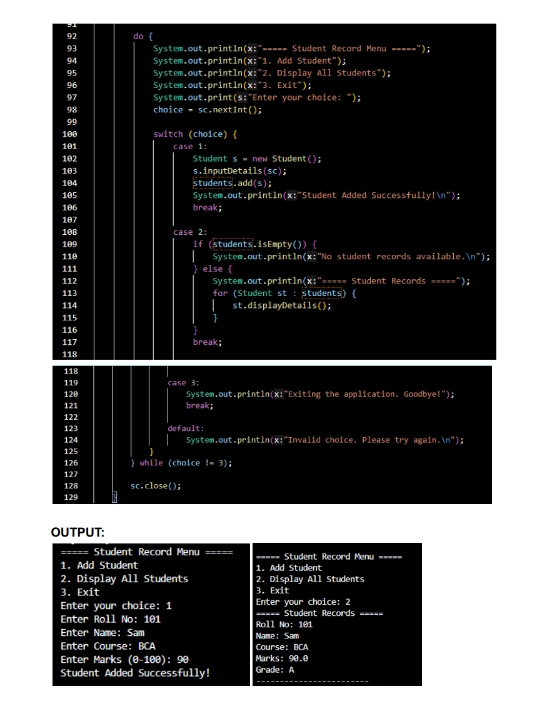 91
92 do {
93 System.out.println(x:"===== Student Record Menu =====");
94 System.out.println(x:"1. Add Student");
95 System.out.println(x:"2. Display All Students");
96 System.out.println(x:"3. Exit");
97 System.out.print(s:"Enter your choice: ");
98 choice = sc.nextInt();
99
100 switch (choice) {
101 case 1:
102 Student s = new Student();
103 s.inputDetails(sc);
104 students.add(s);
105 System.out.println(x:"Student Added Successfully!\n");
106 break;
107
108 case 2:
109 if (students.isEmpty()) {
110 System.out.println(x:"No student records available.\n");
111 } else {
112 System.out.println(x:"===== Student Records =====");
113 for (Student st : students) {
114 st.displayDetails();
115 }
116 }
117 break;
118
118
119 case 3:
120 System.out.println(x:"Exiting the application. Goodbye!");
121 break;
122
123 default:
124 System.out.println(x:"Invalid choice. Please try again.\n");
125 }
126 } while (choice != 3);
127
128 sc.close();
129 }
OUTPUT:
===== Student Record Menu =====
1. Add Student
2. Display All Students
3. Exit
Enter your choice: 1
Enter Roll No: 101
Enter Name: Sam
Enter Course: BCA
Enter Marks (0-100): 90
Student Added Successfully!
===== Student Record Menu =====
1. Add Student
2. Display All Students
3. Exit
Enter your choice: 2
===== Student Records =====
Roll No: 101
Name: Sam
Course: BCA
Marks: 90.0
Grade: A
-------------------------